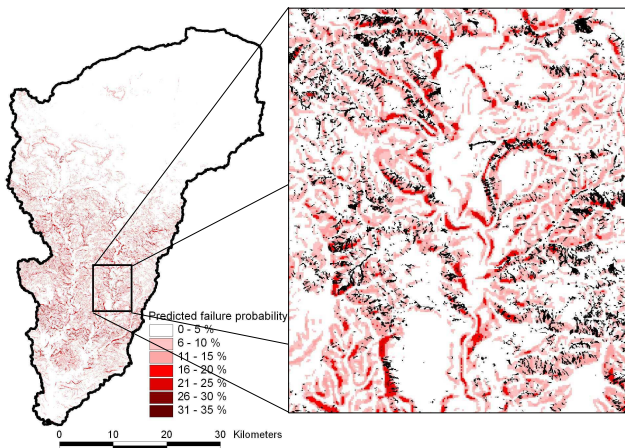 Predicted failure probability
0 - 5 %
6 - 10 %
11 - 15 %
16 - 20 %
21 - 25 %
26 - 30 %
31 - 35 %
0 10 20 30 Kilometers